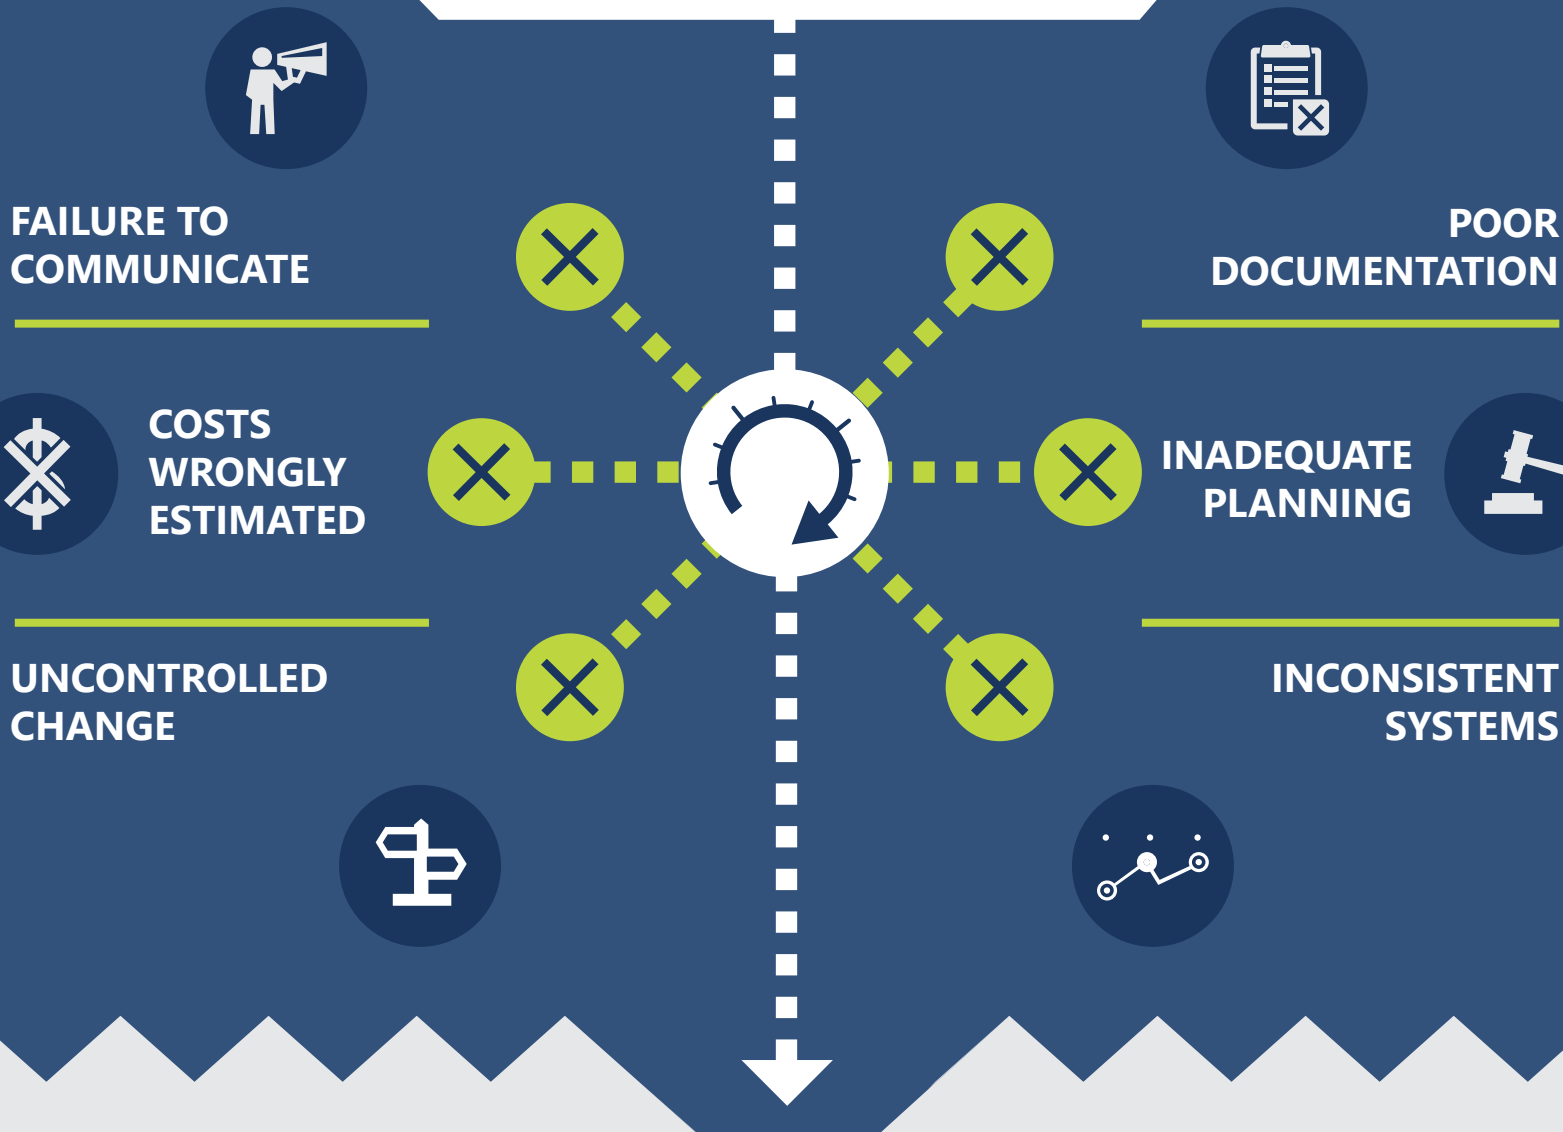 FAILURE TO
COMMUNICATE
POOR
DOCUMENTATION
COSTS
WRONGLY
ESTIMATED
INADEQUATE
PLANNING
UNCONTROLLED
CHANGE
INCONSISTENT
SYSTEMS